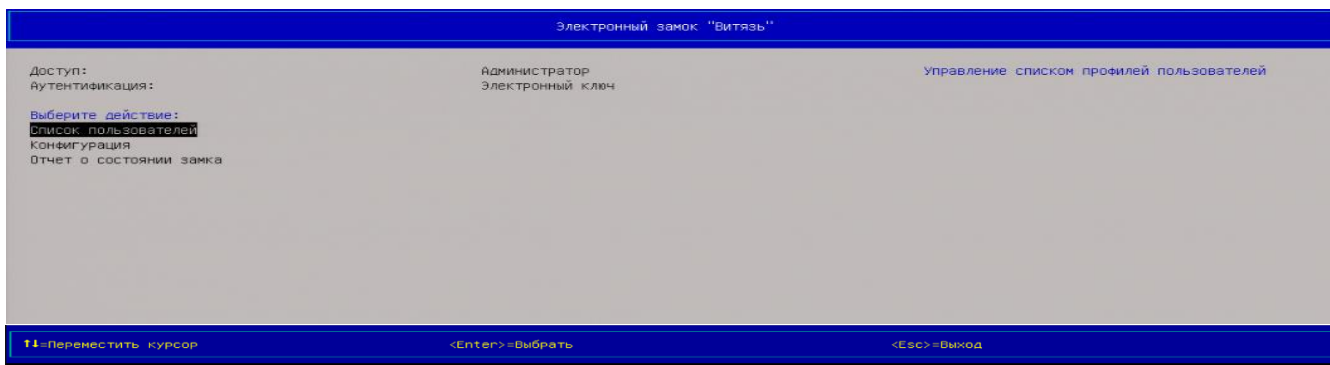 Электронный замок "Витязь"
Доступ: Администратор Управление списком профилей пользователей
Аутентификация: Электронный ключ
Выберите действие:
Список пользователей
Конфигурация
Отчет о состоянии замка
↑↓=Переместить курсор <Enter>=Выбрать <Esc>=Выход